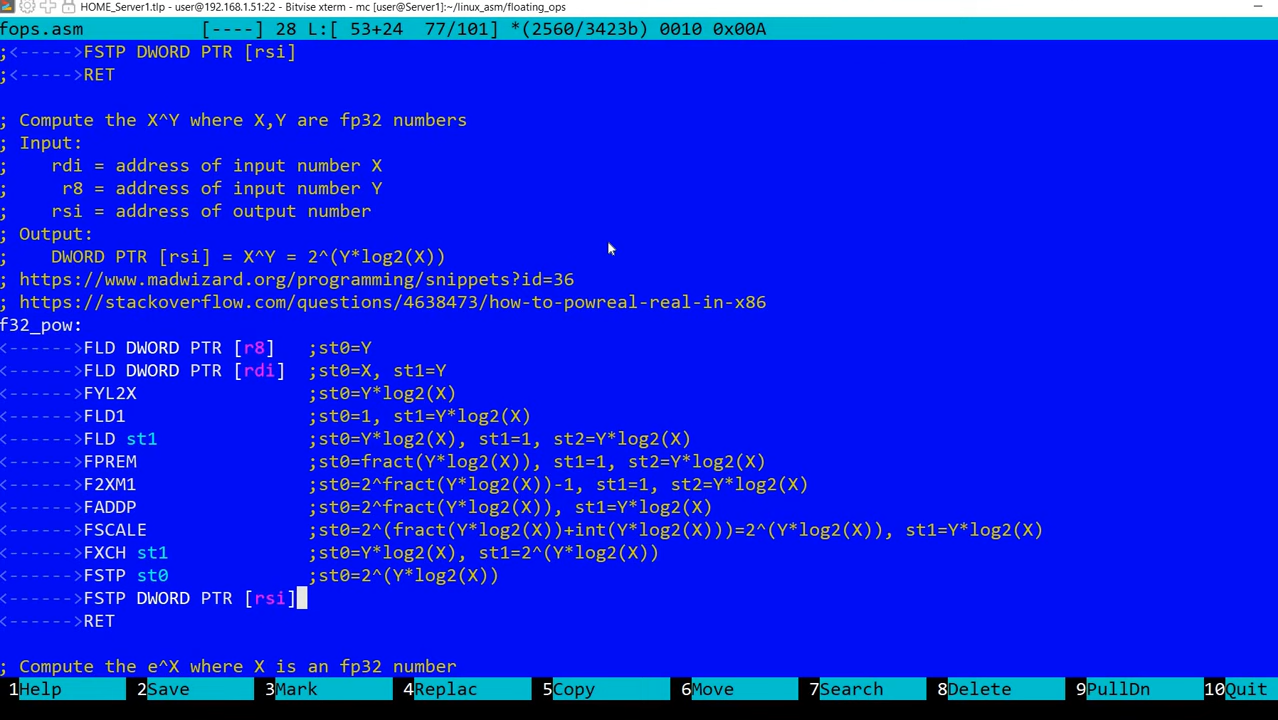 HOME_Server1.tlp - user@192.168.1.51:22 - Bitvise xterm - mc [user@Server1]:~/linux_asm/floating_ops
fops.asm [----] 28 L:[ 53+24 77/101] *(2560/3423b) 0010 0x00A
;<----->FSTP DWORD PTR [rsi]
;<----->RET
; Compute the X^Y where X,Y are fp32 numbers
; Input:
; rdi = address of input number X
; r8 = address of input number Y
; rsi = address of output number
; Output:
; DWORD PTR [rsi] = X^Y = 2^(Y*log2(X))
; https://www.madwizard.org/programming/snippets?id=36
; https://stackoverflow.com/questions/4638473/how-to-powreal-real-in-x86
f32_pow:
<------>FLD DWORD PTR [r8] ;st0=Y
<------>FLD DWORD PTR [rdi] ;st0=X, st1=Y
<------>FYL2X ;st0=Y*log2(X)
<------>FLD1 ;st0=1, st1=Y*log2(X)
<------>FLD st1 ;st0=Y*log2(X), st1=1, st2=Y*log2(X)
<------>FPREM ;st0=fract(Y*log2(X)), st1=1, st2=Y*log2(X)
<------>F2XM1 ;st0=2^fract(Y*log2(X))-1, st1=1, st2=Y*log2(X)
<------>FADDP ;st0=2^fract(Y*log2(X)), st1=Y*log2(X)
<------>FSCALE ;st0=2^(fract(Y*log2(X))+int(Y*log2(X)))=2^(Y*log2(X)), st1=Y*log2(X)
<------>FXCH st1 ;st0=Y*log2(X), st1=2^(Y*log2(X))
<------>FSTP st0 ;st0=2^(Y*log2(X))
<------>FSTP DWORD PTR [rsi]
<------>RET
; Compute the e^X where X is an fp32 number
1Help 2Save 3Mark 4Replac 5Copy 6Move 7Search 8Delete 9PullDn 10Quit